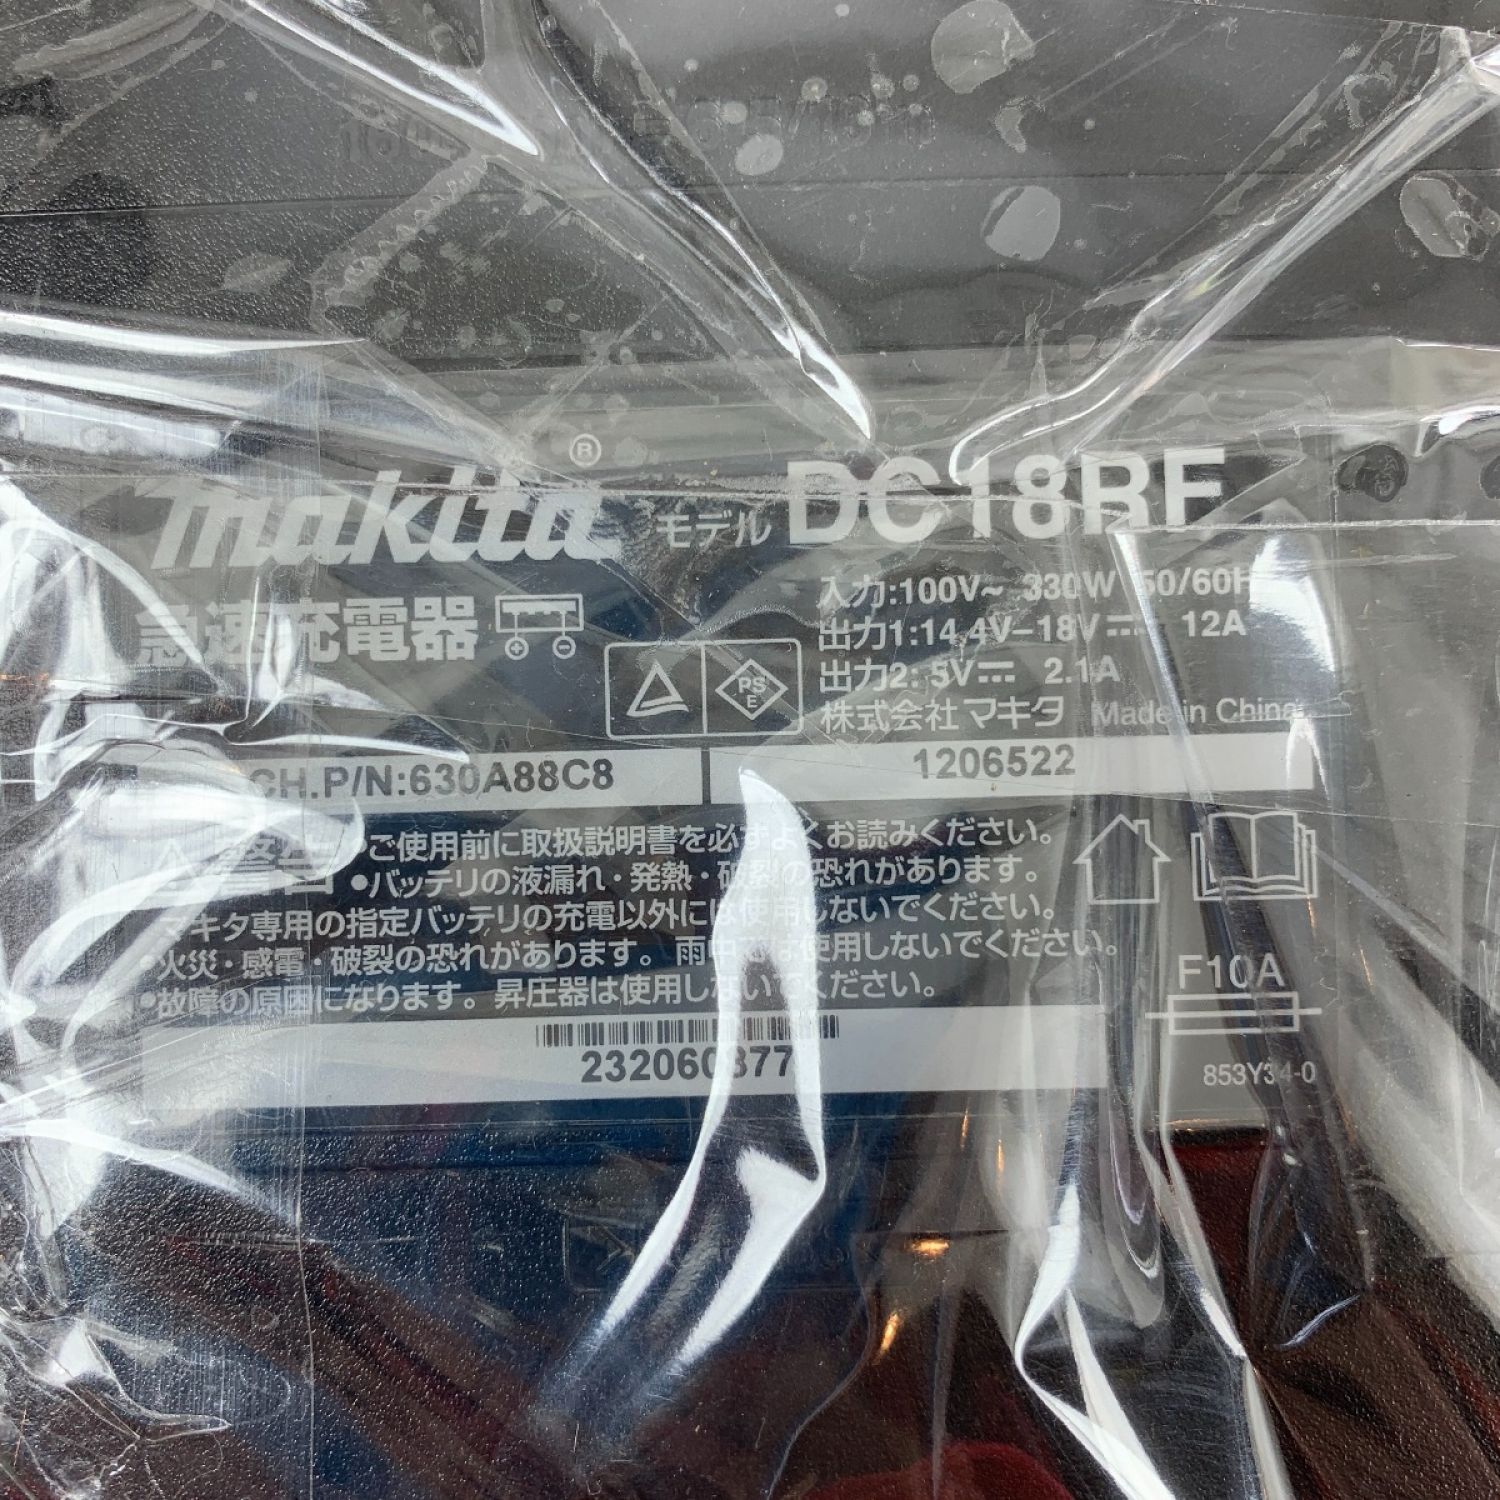 makita® モデル DC18RF
急速充電器
入力:100V~ 330W 50/60H
出力1:14.4V–18V⎓ 12A
出力2:5V⎓ 2.1A
PS
E
株式会社マキタ Made in China
CH.P/N:630A88C8 1206522
警告 •ご使用前に取扱説明書を必ずよくお読みください。
•バッテリの液漏れ・発熱・破裂の恐れがあります。
マキタ専用の指定バッテリの充電以外には使用しないでください。
•火災・感電・破裂の恐れがあります。雨中では使用しないでください。
•故障の原因になります。昇圧器は使用しないでください。
F10A
232060877
853Y34-0